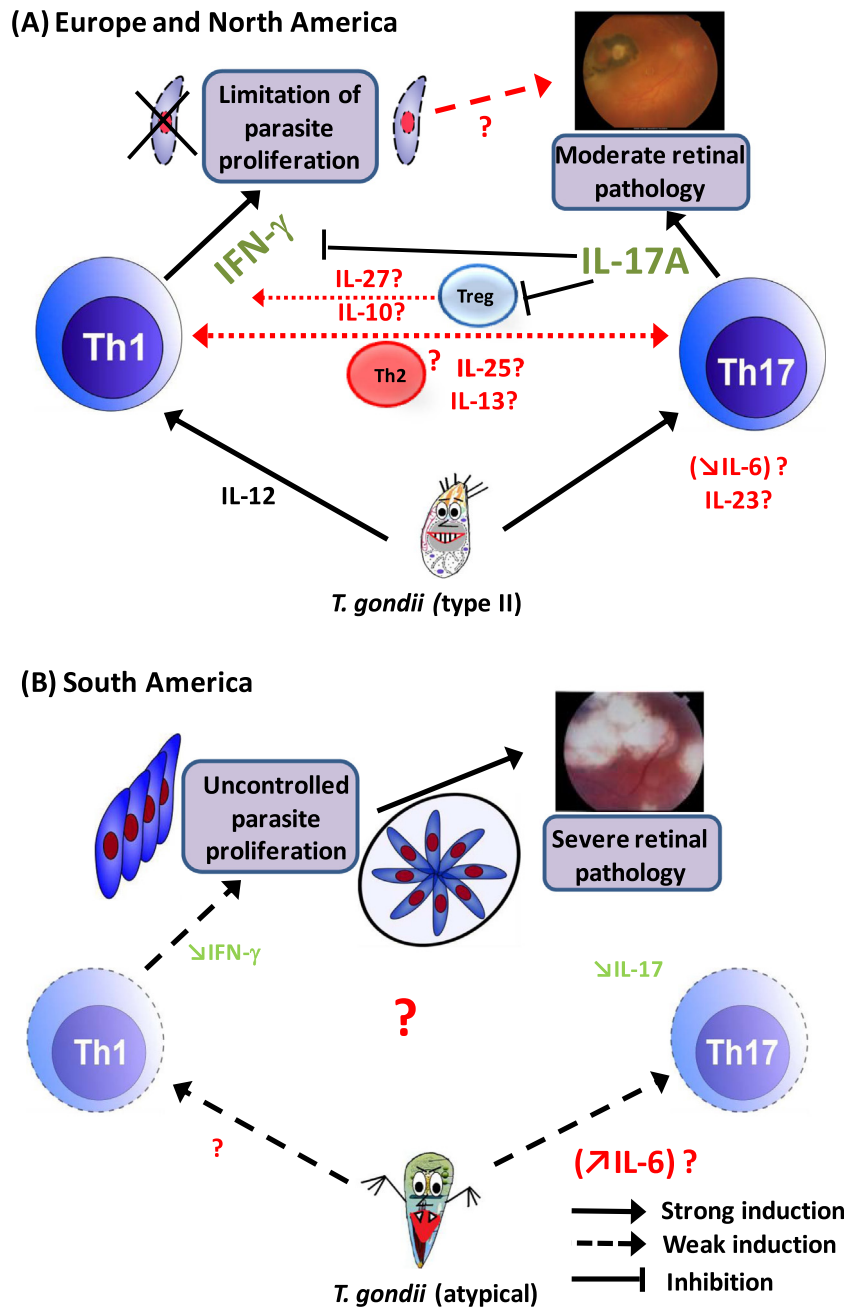 (A) Europe and North America
Limitation of
parasite
proliferation
?
Moderate retinal
pathology
IFN-γ
IL-17A
IL-27?
Treg
IL-10?
Th1
Th2
?
IL-25?
IL-13?
Th17
(↘IL-6) ?
IL-23?
IL-12
T. gondii (type II)
(B) South America
Uncontrolled
parasite
proliferation
Severe retinal
pathology
↘IFN-γ
↘IL-17
?
Th1
Th17
?
(↗IL-6) ?
Strong induction
Weak induction
Inhibition
T. gondii (atypical)